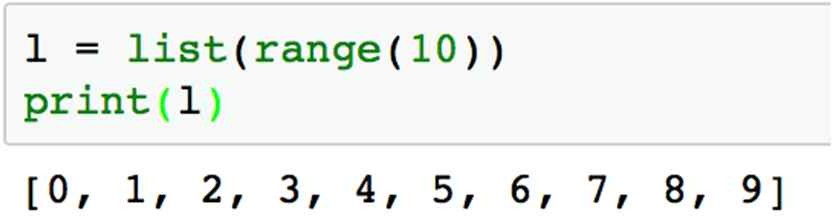 l = list(range(10))
print(l)
[0, 1, 2, 3, 4, 5, 6, 7, 8, 9]